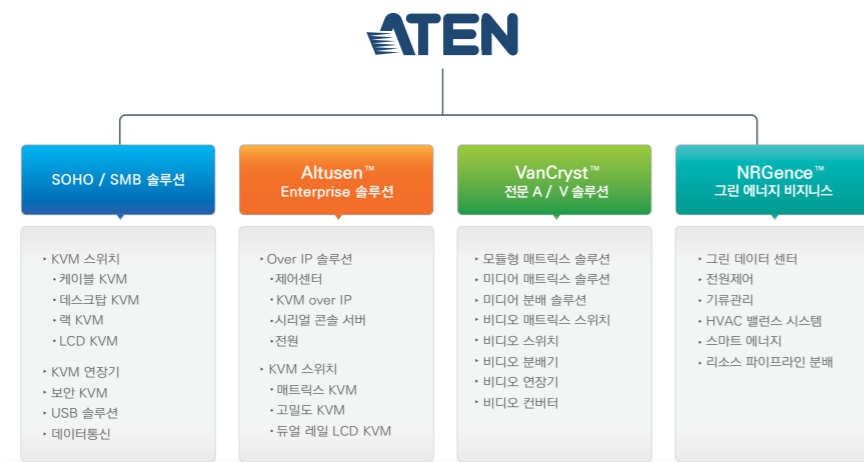 ATEN
SOHO / SMB 솔루션
‣ KVM 스위치
・케이블 KVM
・데스크탑 KVM
・랙 KVM
・LCD KVM
‣ KVM 연장기
‣ 보안 KVM
‣ USB 솔루션
‣ 데이터통신
Altusen™
Enterprise 솔루션
‣ Over IP 솔루션
・제어센터
・KVM over IP
・시리얼 콘솔 서버
・전원
‣ KVM 스위치
・매트릭스 KVM
・고밀도 KVM
・듀얼 레일 LCD KVM
VanCryst™
전문 A / V 솔루션
‣ 모듈형 매트릭스 솔루션
‣ 미디어 매트릭스 솔루션
‣ 미디어 분배 솔루션
‣ 비디오 매트릭스 스위치
‣ 비디오 스위치
‣ 비디오 분배기
‣ 비디오 연장기
‣ 비디오 컨버터
NRGence™
그린 에너지 비지니스
‣ 그린 데이터 센터
‣ 전원제어
‣ 기류관리
‣ HVAC 밸런스 시스템
‣ 스마트 에너지
‣ 리소스 파이프라인 분배